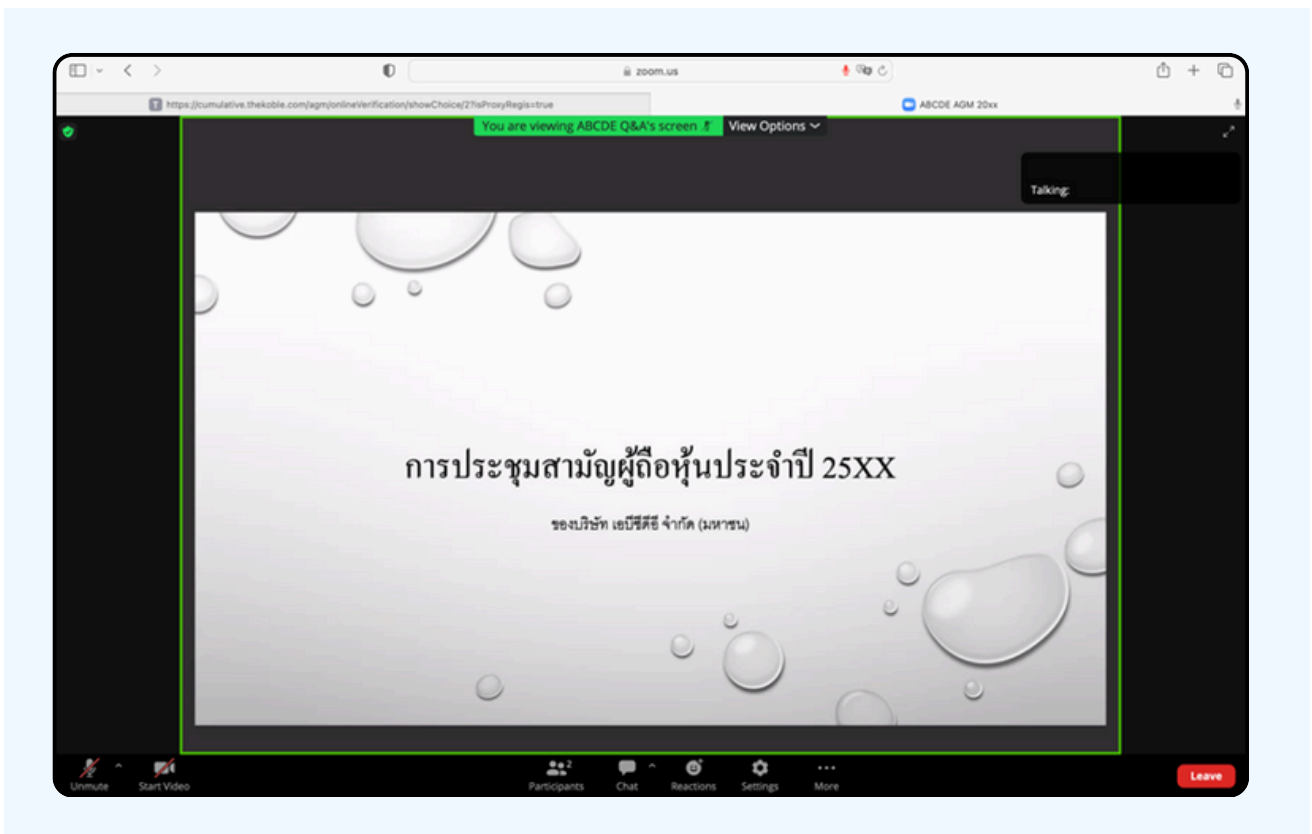 zoom.us
https://cumulative.thekoble.com/agm/onlineVerification/showChoice/2?isProxyRegis=true
ABCDE AGM 20xx
You are viewing ABCDE Q&A's screen
View Options
Talking:
การประชุมสามัญผู้ถือหุ้นประจำปี 25XX
ของบริษัท เอบีซีดีอี จำกัด (มหาชน)
2
Unmute
Start Video
Participants
Chat
Reactions
Settings
More
Leave